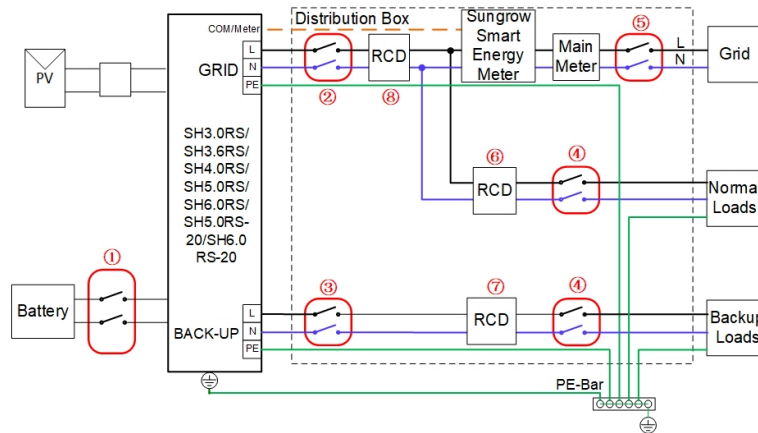 Distribution Box
Sungrow
Smart
Energy
Meter
⑤
COM/Meter
L
N
PE
GRID
PV
RCD
Main
Meter
L
N
Grid
②
⑧
SH3.0RS/
SH3.6RS/
SH4.0RS/
SH5.0RS/
SH6.0RS/
SH5.0RS-
20/SH6.0
RS-20
⑥
④
RCD
Normal
Loads
①
③
⑦
④
Battery
L
N
PE
BACK-UP
RCD
Backup
Loads
PE-Bar